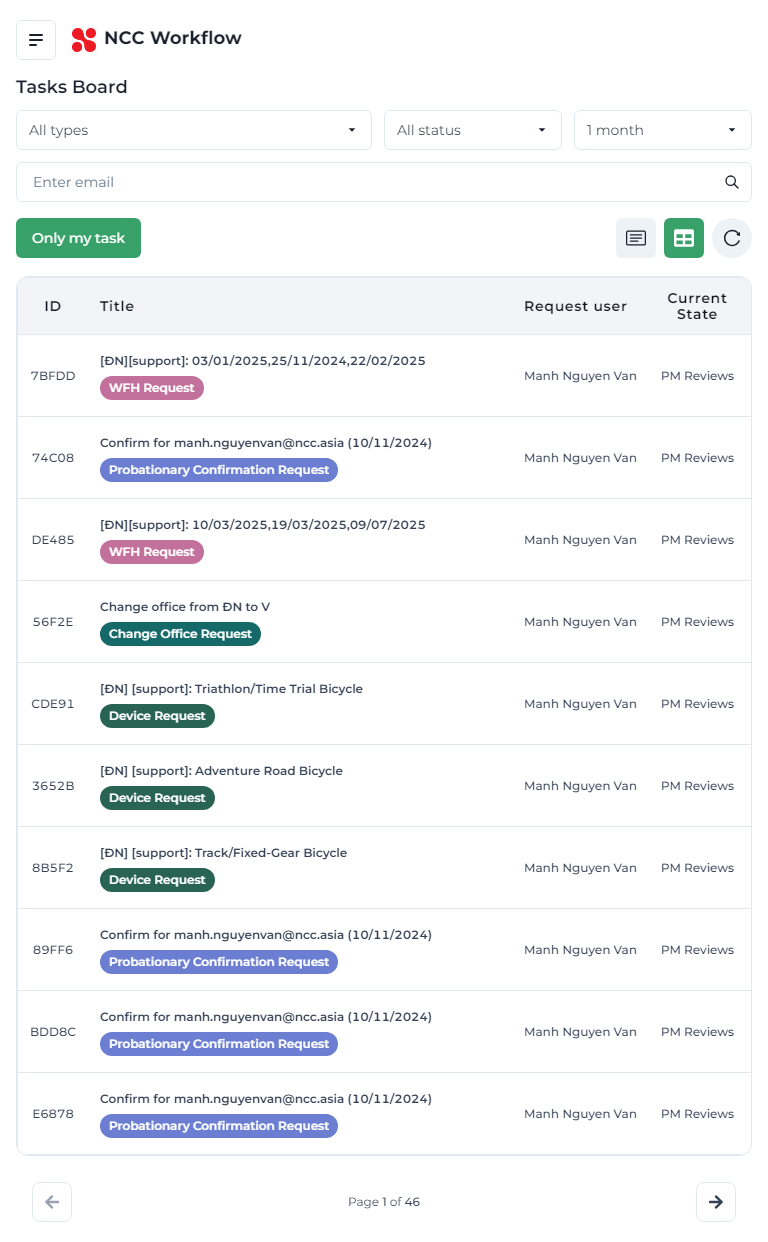 NCC Workflow
Tasks Board
All types
All status
1 month
Enter email
Only my task
ID Title Request user Current State
[ĐN][support]: 03/01/2025,25/11/2024,22/02/2025
7BFDD Manh Nguyen Van PM Reviews
WFH Request
Confirm for manh.nguyenvan@ncc.asia (10/11/2024)
74C08 Manh Nguyen Van PM Reviews
Probationary Confirmation Request
[ĐN][support]: 10/03/2025,19/03/2025,09/07/2025
DE485 Manh Nguyen Van PM Reviews
WFH Request
Change office from ĐN to V
56F2E Manh Nguyen Van PM Reviews
Change Office Request
[ĐN] [support]: Triathlon/Time Trial Bicycle
CDE91 Manh Nguyen Van PM Reviews
Device Request
[ĐN] [support]: Adventure Road Bicycle
3652B Manh Nguyen Van PM Reviews
Device Request
[ĐN] [support]: Track/Fixed-Gear Bicycle
8B5F2 Manh Nguyen Van PM Reviews
Device Request
Confirm for manh.nguyenvan@ncc.asia (10/11/2024)
89FF6 Manh Nguyen Van PM Reviews
Probationary Confirmation Request
Confirm for manh.nguyenvan@ncc.asia (10/11/2024)
BDD8C Manh Nguyen Van PM Reviews
Probationary Confirmation Request
Confirm for manh.nguyenvan@ncc.asia (10/11/2024)
E6878 Manh Nguyen Van PM Reviews
Probationary Confirmation Request
Page 1 of 46